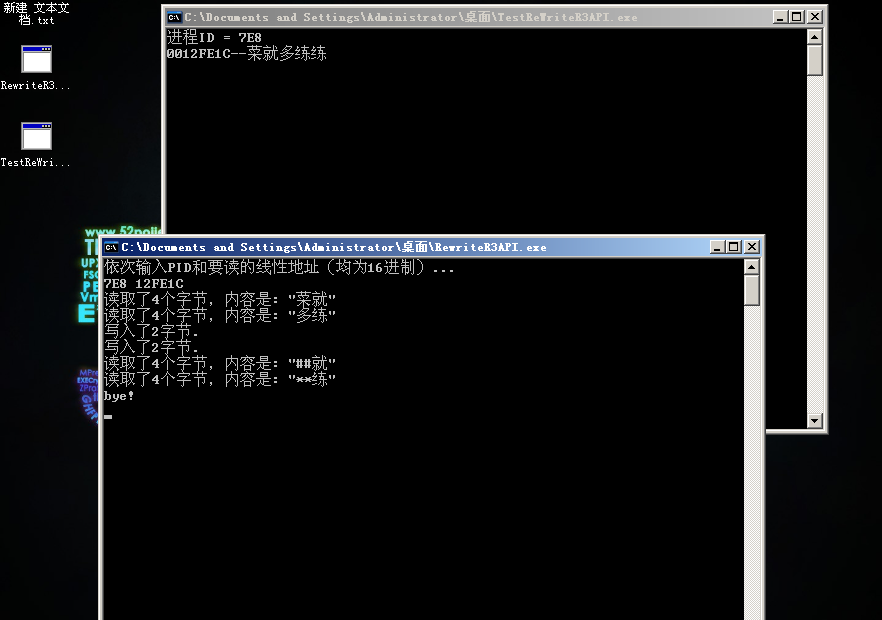 新建 文本文
档.txt
RewriteR3...
TestReWri...
C:\Documents and Settings\Administrator\桌面\TestReWriteR3API.exe
进程ID = 7E8
0012FE1C--菜就多练练
www.52poji
C:\Documents and Settings\Administrator\桌面\RewriteR3API.exe
依次输入PID和要读的线性地址（均为16进制）...
7E8 12FE1C
读取了4个字节，内容是："菜就"
读取了4个字节，内容是："多练"
写入了2字节.
写入了2字节.
读取了4个字节，内容是："##就"
读取了4个字节，内容是："**练"
bye!